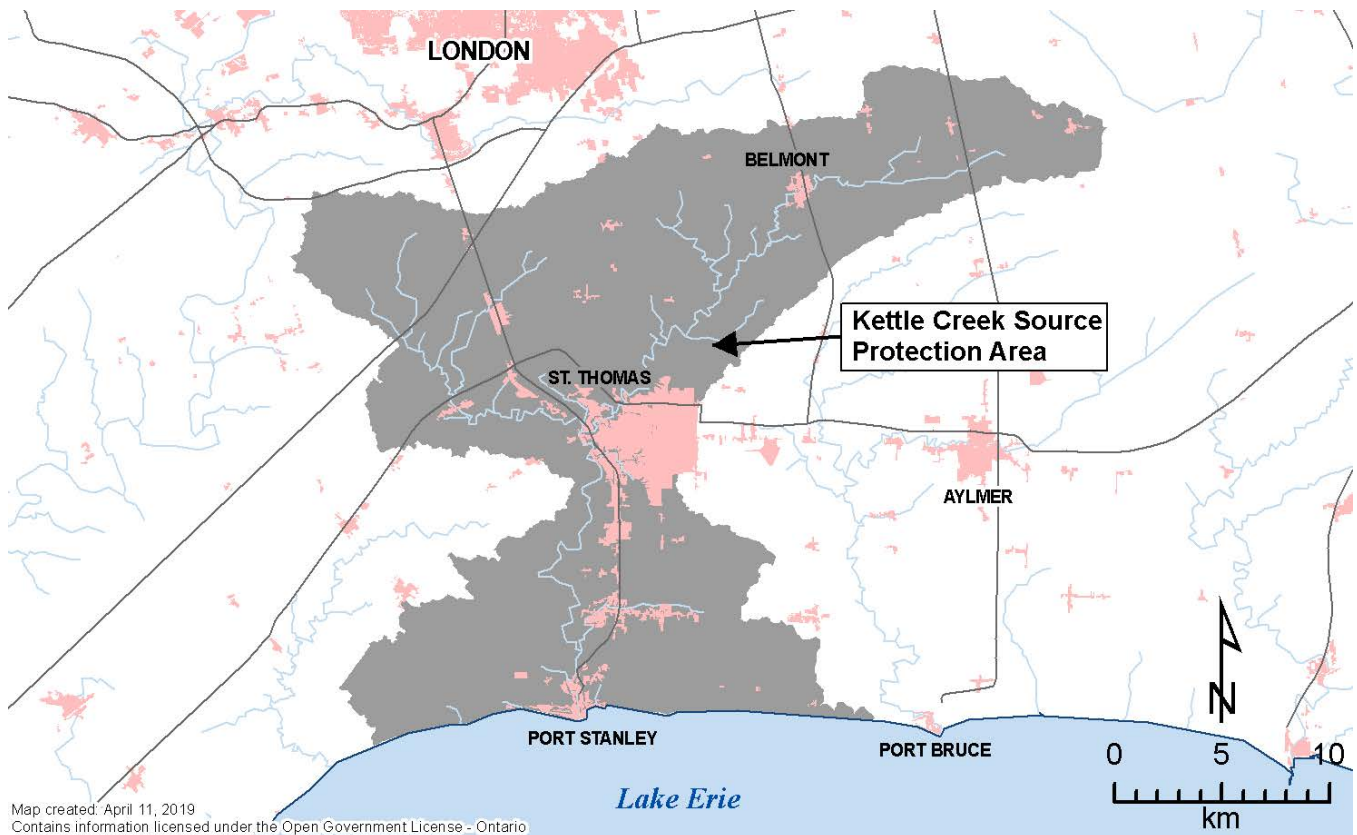 LONDON
BELMONT
Kettle Creek Source
Protection Area
ST. THOMAS
AYLMER
PORT STANLEY
PORT BRUCE
Lake Erie
N
0 5 10
km
Map created: April 11, 2019
Contains information licensed under the Open Government License - Ontario